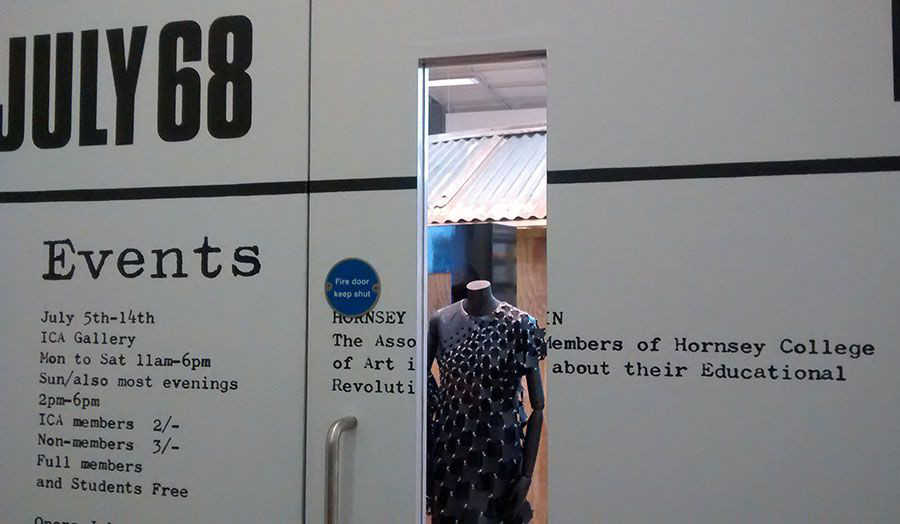 JULY 68
Events
July 5th-14th
ICA Gallery
Mon to Sat 11am-6pm
Sun/also most evenings
2pm-6pm
ICA members 2/-
Non-members 3/-
Full members
and Students Free
Fire door
keep shut
HORNSEY IN
The Asso Members of Hornsey College
of Art i about their Educational
Revoluti